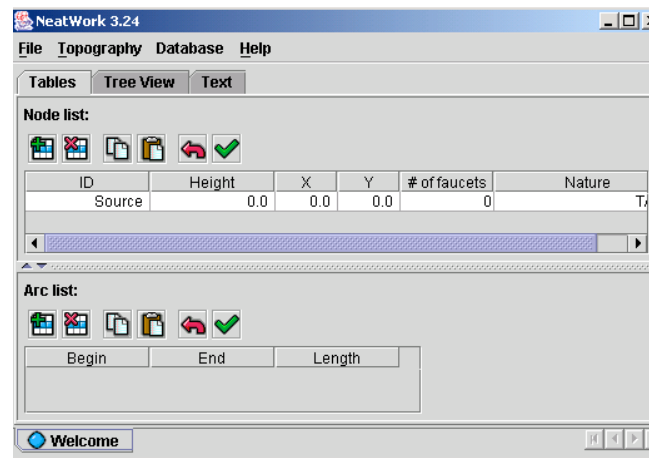 NeatWork 3.24
File Topography Database Help
Tables Tree View Text
Node list:
ID Height X Y # of faucets Nature
Source 0.0 0.0 0.0 0
Arc list:
Begin End Length
Welcome